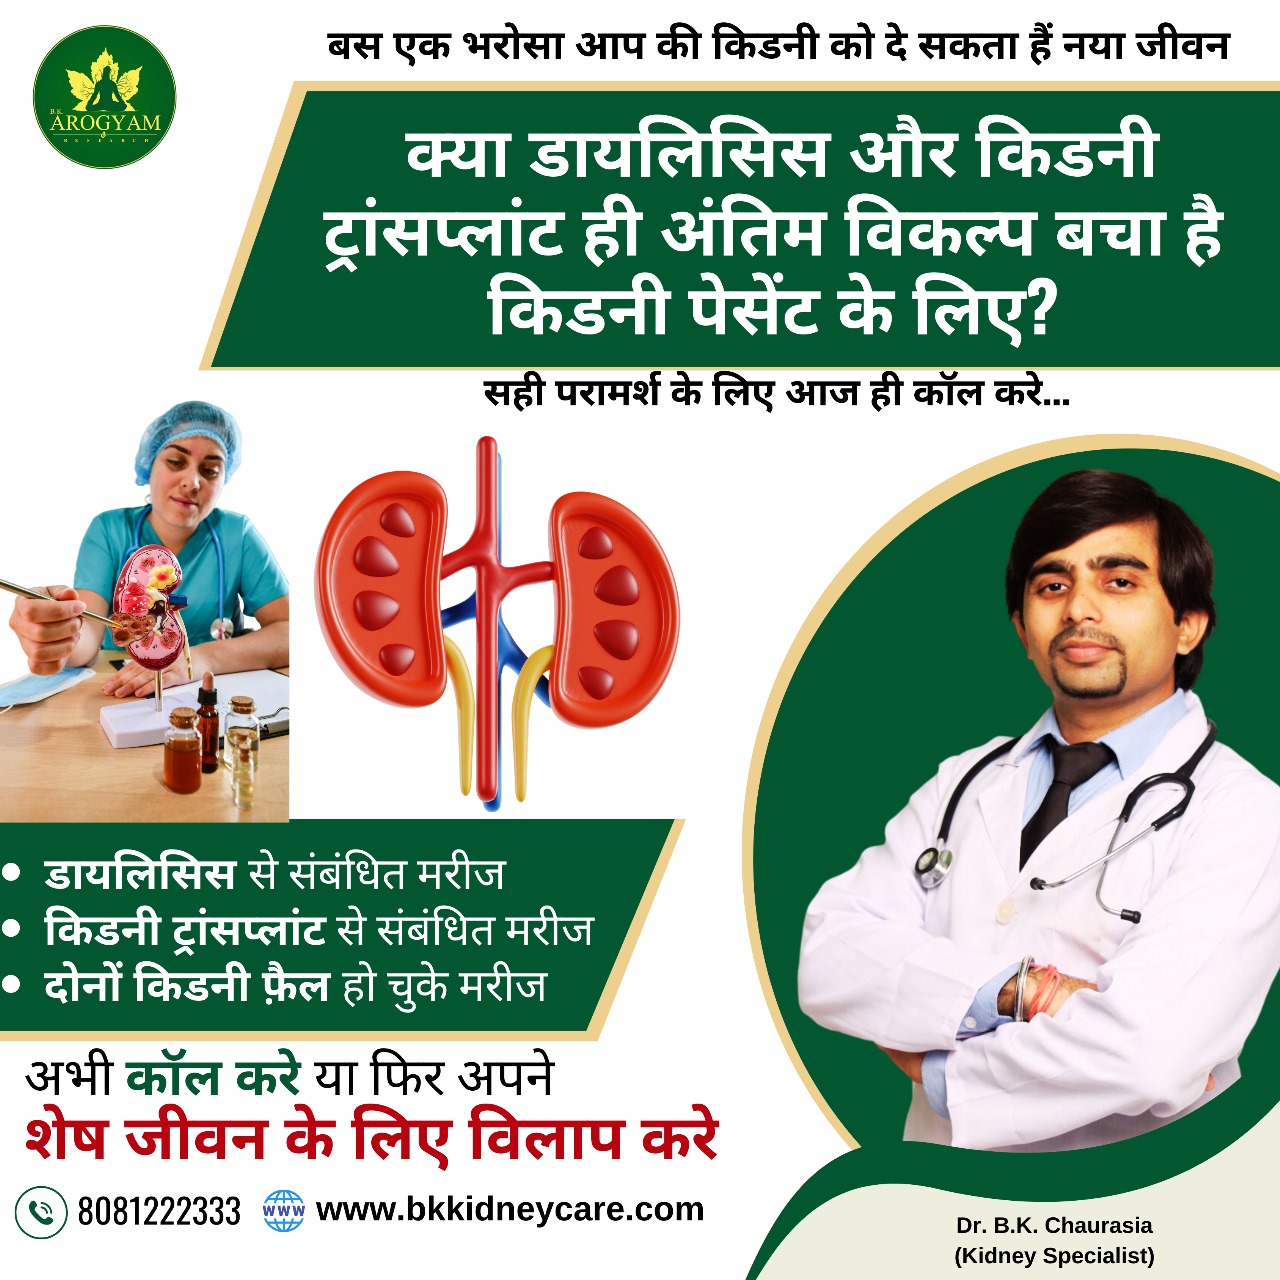 बस एक भरोसा आप की किडनी को दे सकता हैं नया जीवन
B.K.
AROGYAM
RESEARCH
क्या डायलिसिस और किडनी
ट्रांसप्लांट ही अंतिम विकल्प बचा है
किडनी पेसेंट के लिए?
सही परामर्श के लिए आज ही कॉल करे...
डायलिसिस से संबंधित मरीज
किडनी ट्रांसप्लांट से संबंधित मरीज
दोनों किडनी फ़ैल हो चुके मरीज
अभी कॉल करे या फिर अपने
शेष जीवन के लिए विलाप करे
8081222333 www www.bkkidneycare.com
Dr. B.K. Chaurasia
(Kidney Specialist)